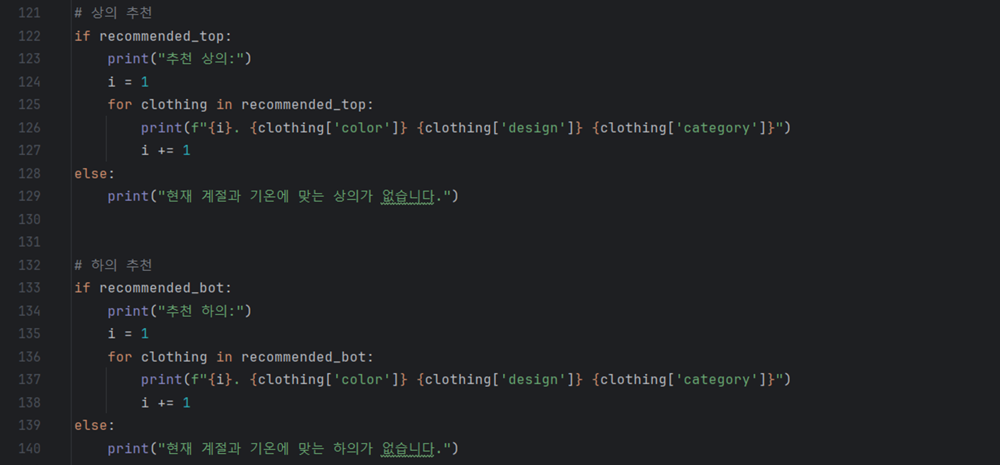 121 # 상의 추천
122 if recommended_top:
123     print("추천 상의:")
124     i = 1
125     for clothing in recommended_top:
126         print(f"{i}. {clothing['color']} {clothing['design']} {clothing['category']}")
127         i += 1
128 else:
129     print("현재 계절과 기온에 맞는 상의가 없습니다.")
130
131
132 # 하의 추천
133 if recommended_bot:
134     print("추천 하의:")
135     i = 1
136     for clothing in recommended_bot:
137         print(f"{i}. {clothing['color']} {clothing['design']} {clothing['category']}")
138         i += 1
139 else:
140     print("현재 계절과 기온에 맞는 하의가 없습니다.")